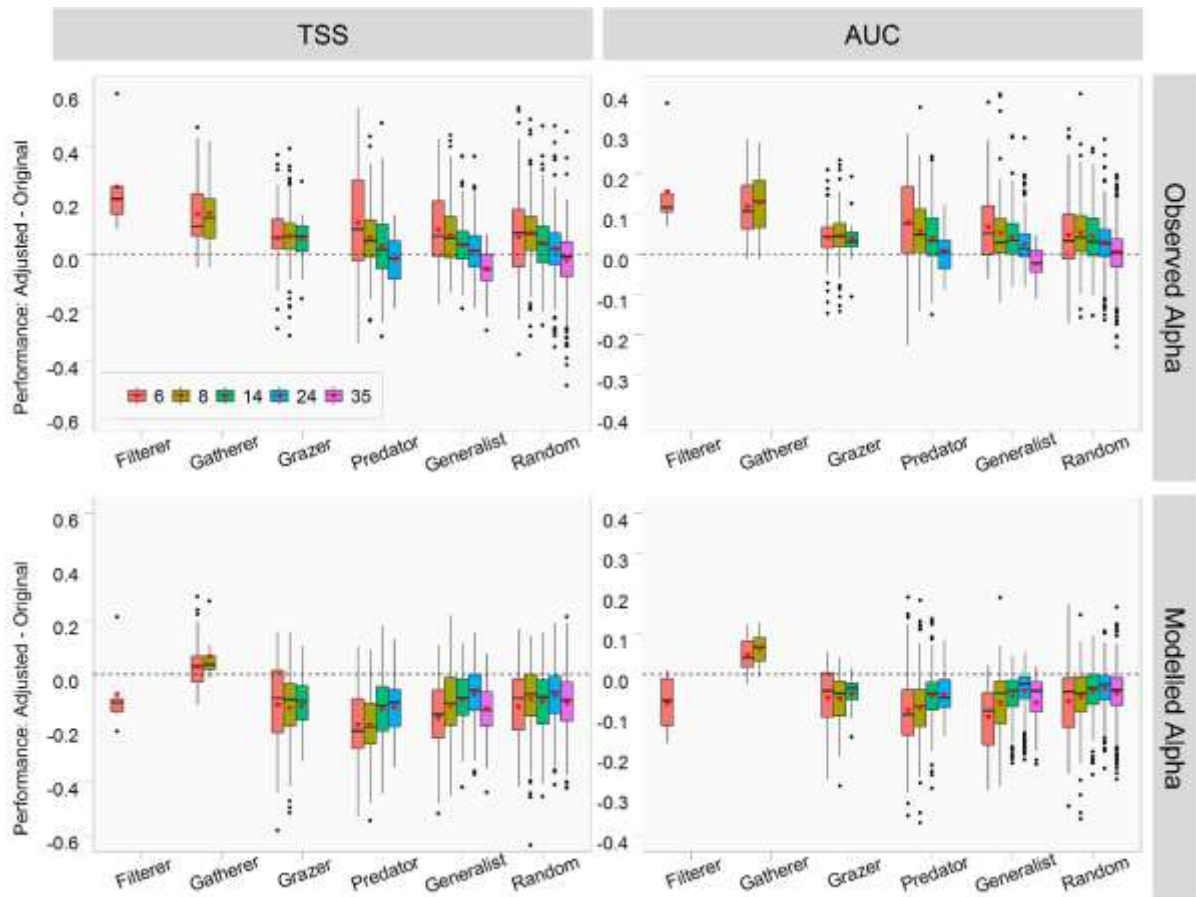 TSS
AUC
Performance: Adjusted - Original
0.6
0.4
0.2
0.0
-0.2
-0.4
-0.6
6 8 14 24 35
Filterer Gatherer Grazer Predator Generalist Random
0.4
0.3
0.2
0.1
0.0
-0.1
-0.2
-0.3
-0.4
Filterer Gatherer Grazer Predator Generalist Random
Observed Alpha
Performance: Adjusted - Original
0.6
0.4
0.2
0.0
-0.2
-0.4
-0.6
Filterer Gatherer Grazer Predator Generalist Random
0.4
0.3
0.2
0.1
0.0
-0.1
-0.2
-0.3
-0.4
Filterer Gatherer Grazer Predator Generalist Random
Modelled Alpha